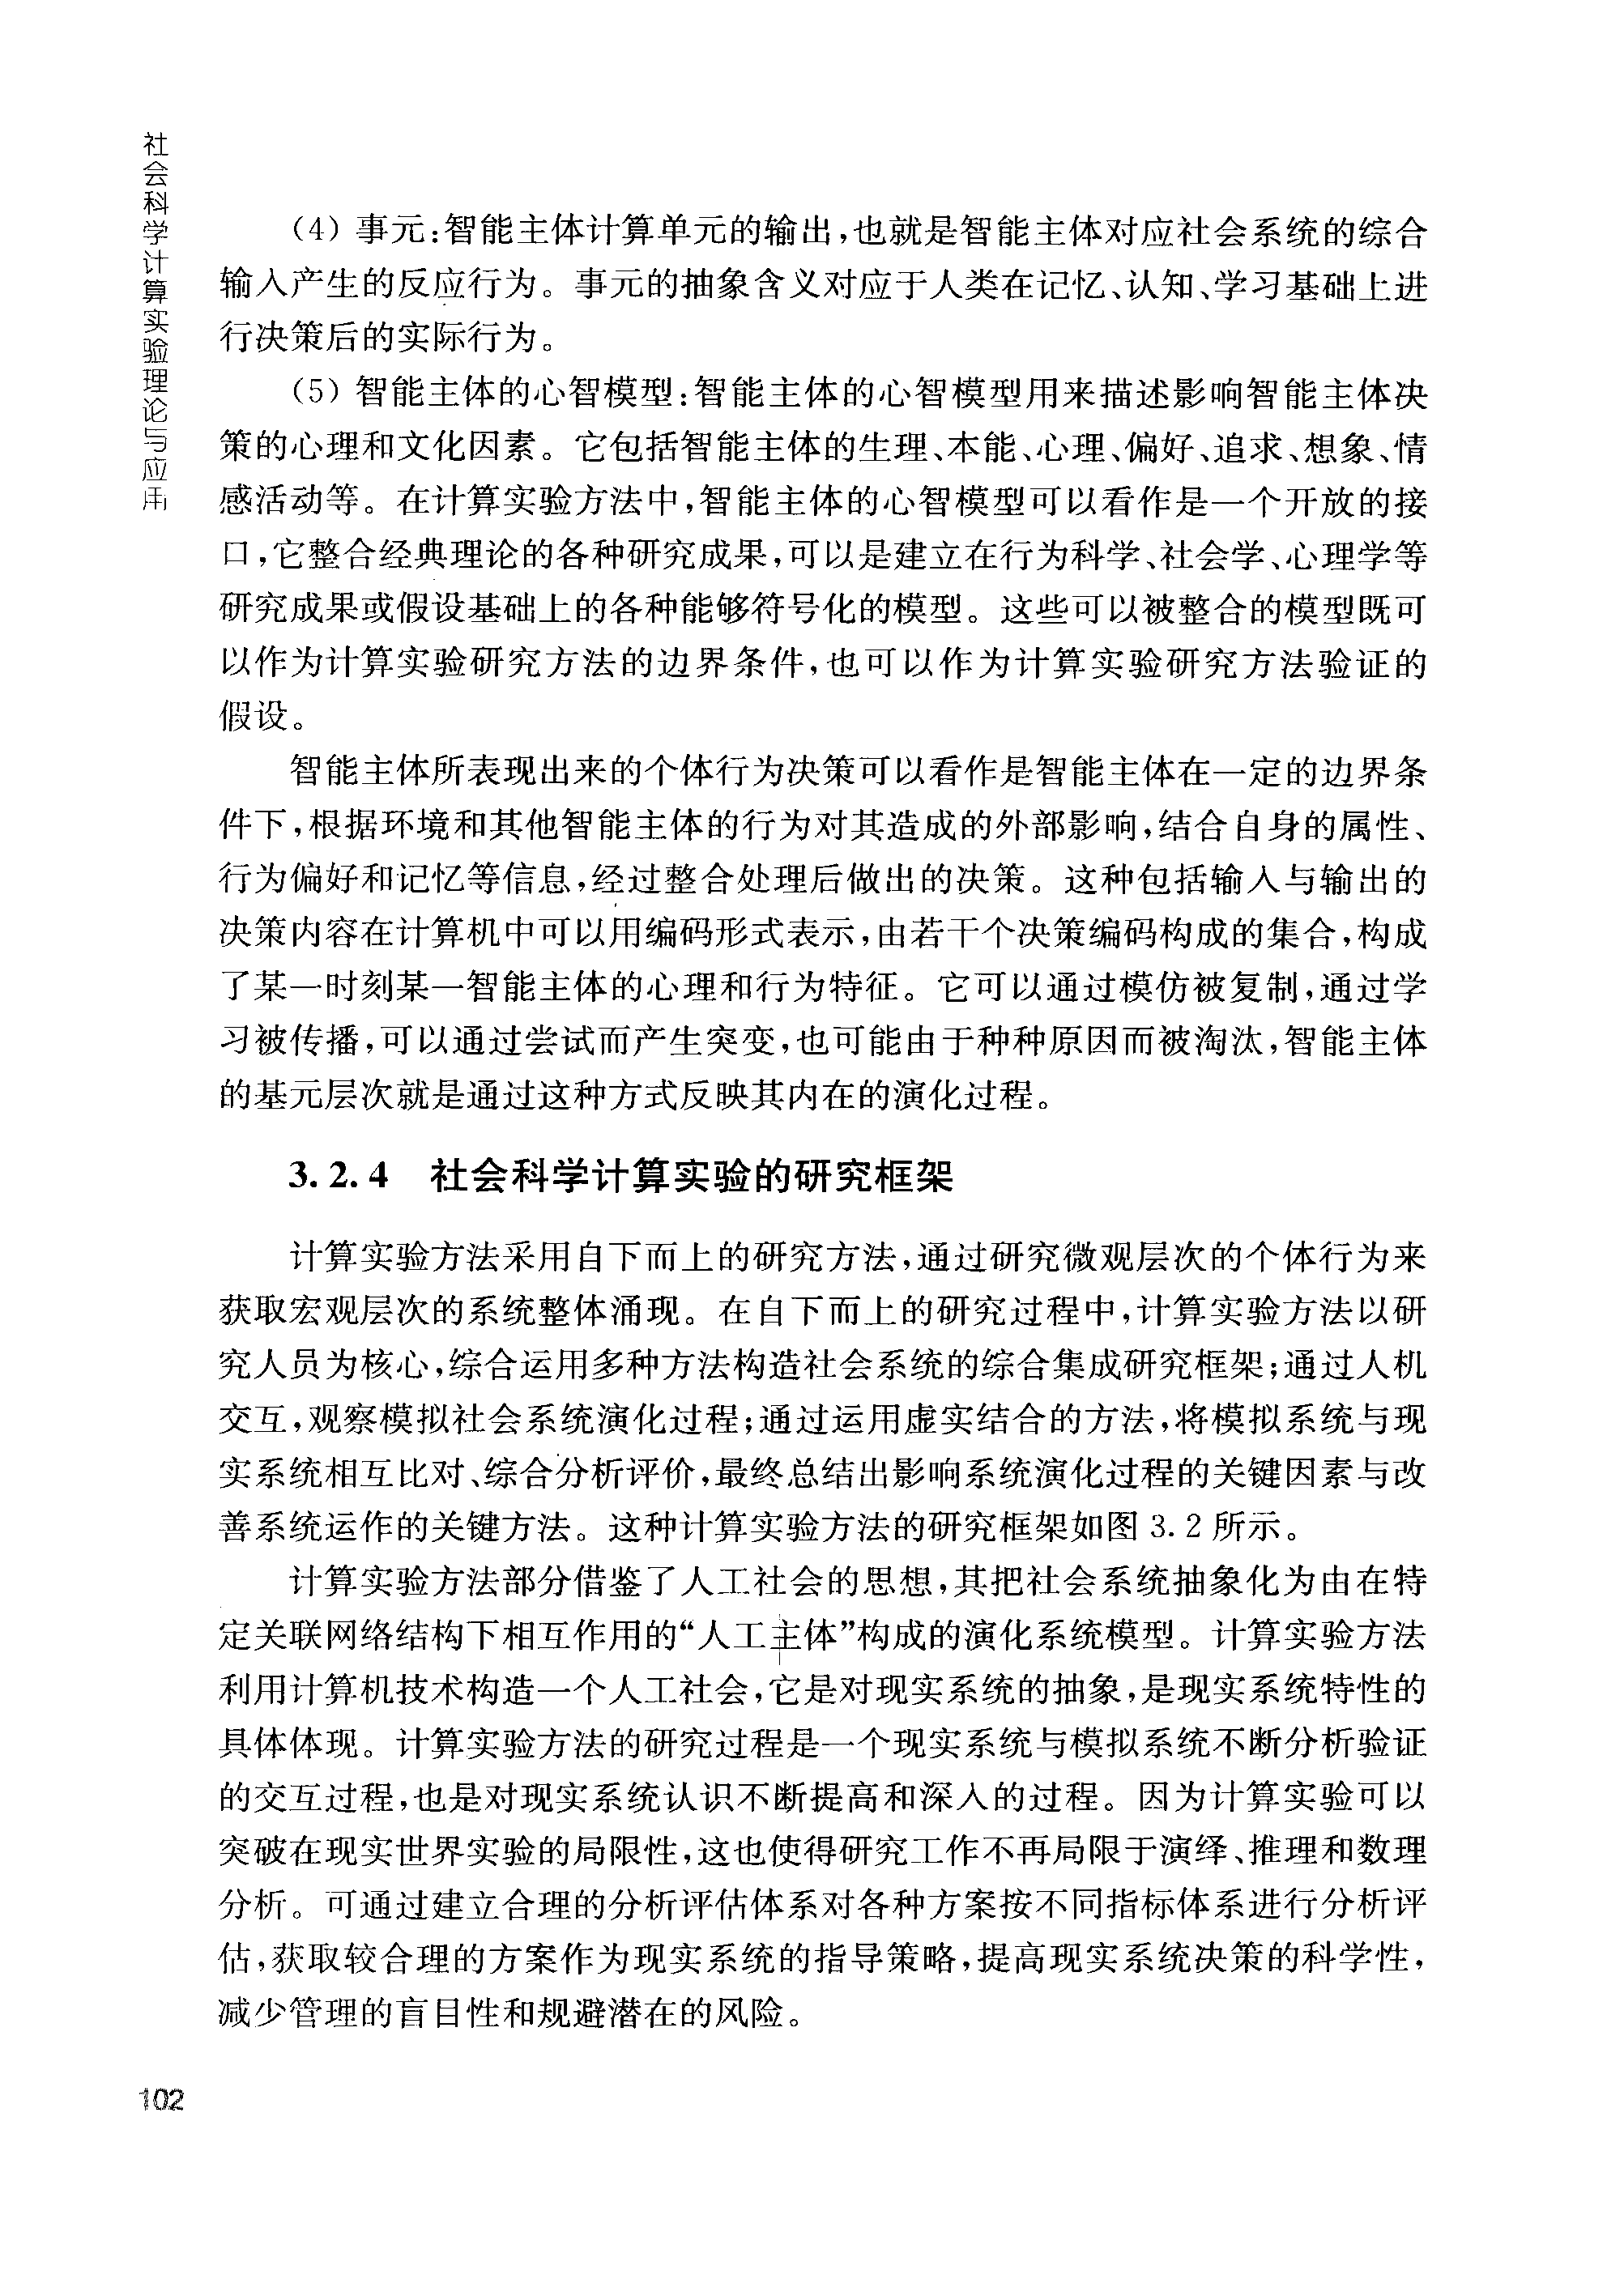 社会科学计算实验理论与应用
（4）事元:智能主体计算单元的输出,也就是智能主体对应社会系统的综合
输入产生的反应行为。事元的抽象含义对应于人类在记忆、认知、学习基础上进
行决策后的实际行为。
（5）智能主体的心智模型:智能主体的心智模型用来描述影响智能主体决
策的心理和文化因素。它包括智能主体的生理、本能、心理、偏好、追求、想象、情
感活动等。在计算实验方法中,智能主体的心智模型可以看作是一个开放的接
口,它整合经典理论的各种研究成果,可以是建立在行为科学、社会学、心理学等
研究成果或假设基础上的各种能够符号化的模型。这些可以被整合的模型既可
以作为计算实验研究方法的边界条件,也可以作为计算实验研究方法验证的
假设。
智能主体所表现出来的个体行为决策可以看作是智能主体在一定的边界条
件下,根据环境和其他智能主体的行为对其造成的外部影响,结合自身的属性、
行为偏好和记忆等信息,经过整合处理后做出的决策。这种包括输入与输出的
决策内容在计算机中可以用编码形式表示,由若干个决策编码构成的集合,构成
了某一时刻某一智能主体的心理和行为特征。它可以通过模仿被复制,通过学
习被传播,可以通过尝试而产生突变,也可能由于种种原因而被淘汰,智能主体
的基元层次就是通过这种方式反映其内在的演化过程。
3.2.4 社会科学计算实验的研究框架
计算实验方法采用自下而上的研究方法,通过研究微观层次的个体行为来
获取宏观层次的系统整体涌现。在自下而上的研究过程中,计算实验方法以研
究人员为核心,综合运用多种方法构造社会系统的综合集成研究框架;通过人机
交互,观察模拟社会系统演化过程;通过运用虚实结合的方法,将模拟系统与现
实系统相互比对、综合分析评价,最终总结出影响系统演化过程的关键因素与改
善系统运作的关键方法。这种计算实验方法的研究框架如图 3.2 所示。
计算实验方法部分借鉴了人工社会的思想,其把社会系统抽象化为由在特
定关联网络结构下相互作用的“人工主体”构成的演化系统模型。计算实验方法
利用计算机技术构造一个人工社会,它是对现实系统的抽象,是现实系统特性的
具体体现。计算实验方法的研究过程是一个现实系统与模拟系统不断分析验证
的交互过程,也是对现实系统认识不断提高和深入的过程。因为计算实验可以
突破在现实世界实验的局限性,这也使得研究工作不再局限于演绎、推理和数理
分析。可通过建立合理的分析评估体系对各种方案按不同指标体系进行分析评
估,获取较合理的方案作为现实系统的指导策略,提高现实系统决策的科学性,
减少管理的盲目性和规避潜在的风险。
102